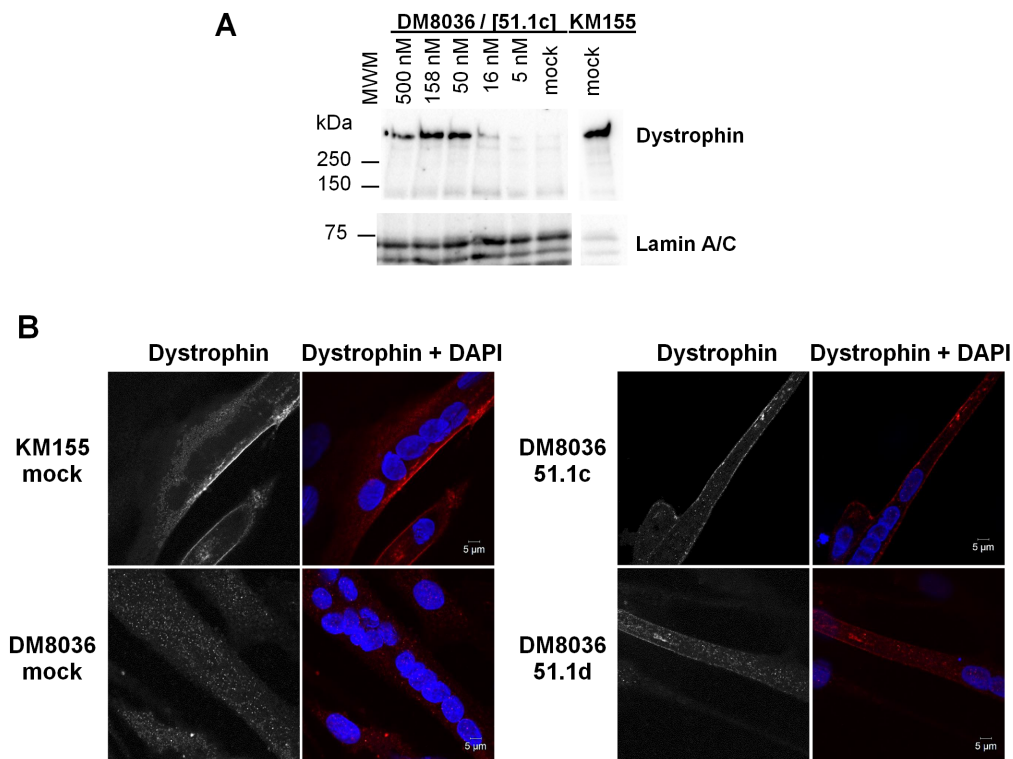 A
DM8036 / [51.1c] KM155
MWM
500 nM
158 nM
50 nM
16 nM
5 nM
mock
mock
kDa
250
150
Dystrophin
75
Lamin A/C
B
Dystrophin Dystrophin + DAPI Dystrophin Dystrophin + DAPI
KM155
mock
5 µm
DM8036
51.1c
5 µm
DM8036
mock
5 µm
DM8036
51.1d
5 µm